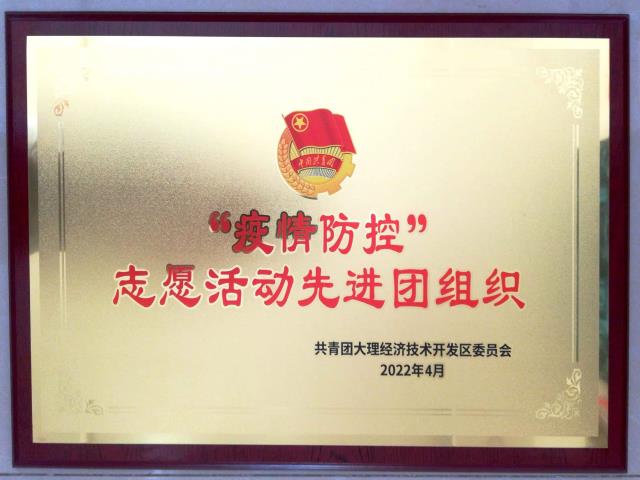 中国共青团
“疫情防控”
志愿活动先进团组织
共青团大理经济技术开发区委员会
2022年4月